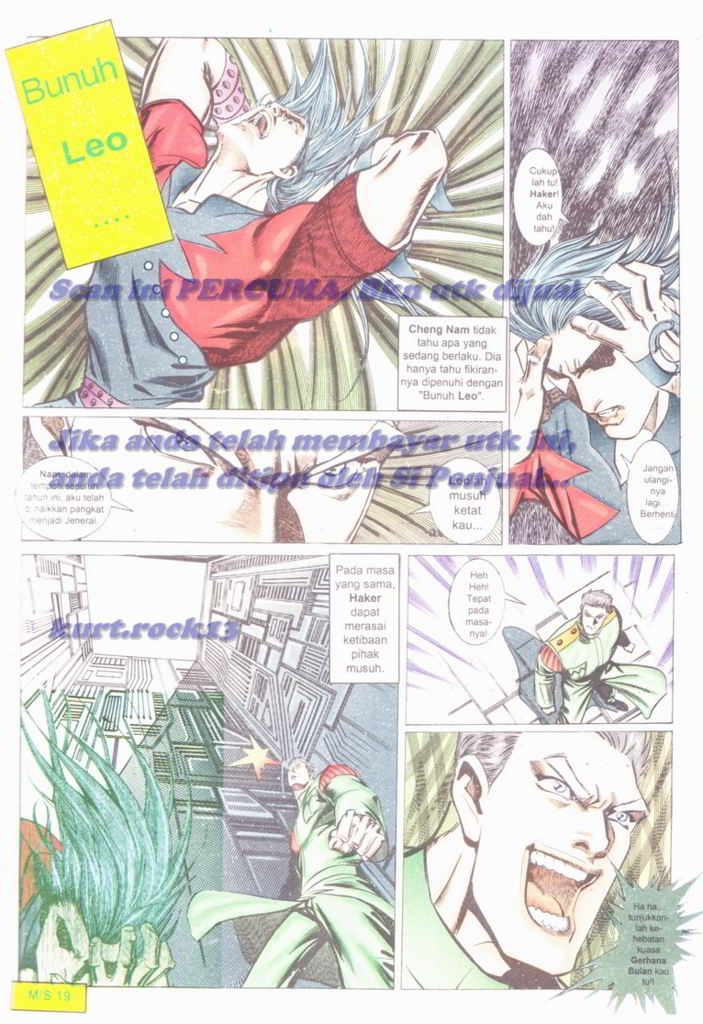 Bunuh
Leo
....
Cukup
lah tu!
Haker!
Aku
dah
tahu!
Scan ini PERCUMA. Bkn utk dijual
Cheng Nam tidak
tahu apa yang
sedang berlaku. Dia
hanya tahu fikiran-
nya dipenuhi dengan
"Bunuh Leo".
Jika anda telah membayar utk ini,
anda telah ditipu oleh Si Penjual...
Nam, dalam
tempoh sepuluh
tahun ini, aku telah
di naikkan pangkat
menjadi Jeneral.
Leolah
musuh
ketat
kau...
Jangan
ulangi-
nya
lagi....
Berhenti
Pada masa
yang sama,
Haker
dapat
merasai
ketibaan
pihak
musuh.
Heh
Heh!
Tepat
pada
masa-
nya!
kurt.rock13
Ha ha....
tunjukkan-
lah ke-
hebatan
kuasa
Gerhana
Bulan kau
tu!!
M/S 19